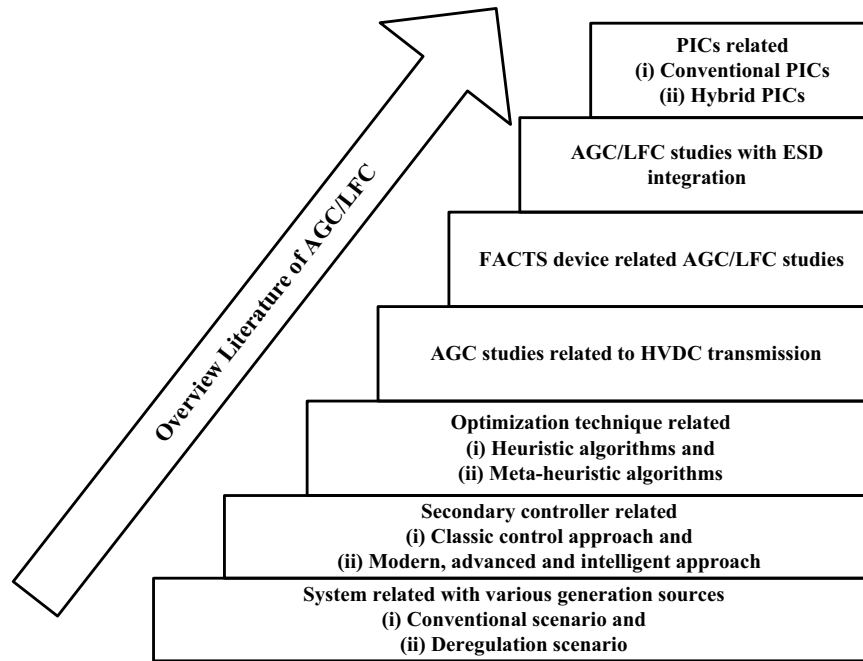 PICs related
(i) Conventional PICs
(ii) Hybrid PICs
AGC/LFC studies with ESD
integration
FACTS device related AGC/LFC studies
AGC studies related to HVDC transmission
Optimization technique related
(i) Heuristic algorithms and
(ii) Meta-heuristic algorithms
Secondary controller related
(i) Classic control approach and
(ii) Modern, advanced and intelligent approach
System related with various generation sources
(i) Conventional scenario and
(ii) Deregulation scenario
Overview Literature of AGC/LFC